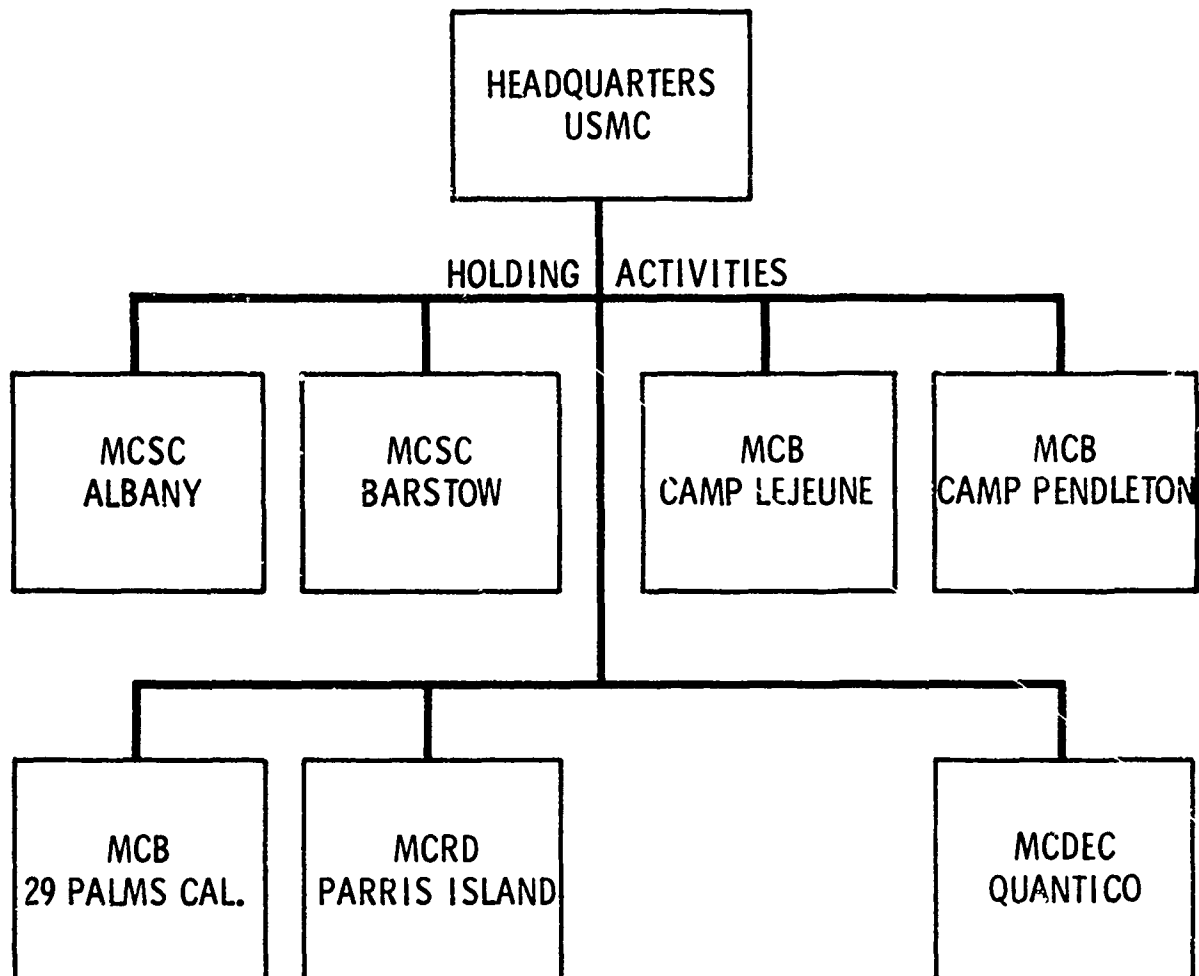 HEADQUARTERS
USMC
HOLDING ACTIVITIES
MCSC
ALBANY
MCSC
BARSTOW
MCB
CAMP LEJEUNE
MCB
CAMP PENDLETON
MCB
29 PALMS CAL.
MCRD
PARRIS ISLAND
MCDEC
QUANTICO